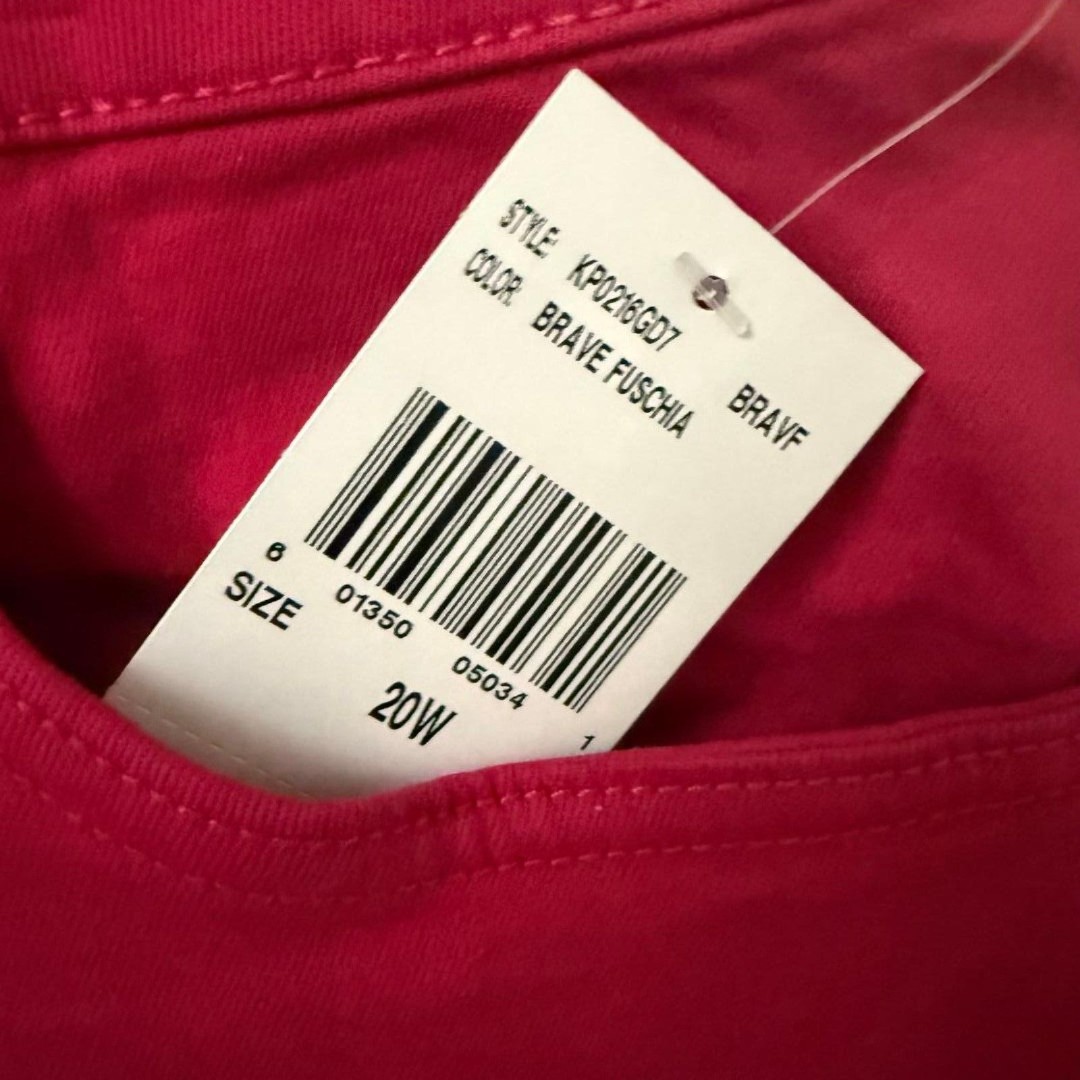 STYLE: KP0216GD7 BRAVF
COLOR: BRAVE FUSCHIA
6 01350 05034 1
SIZE 20W